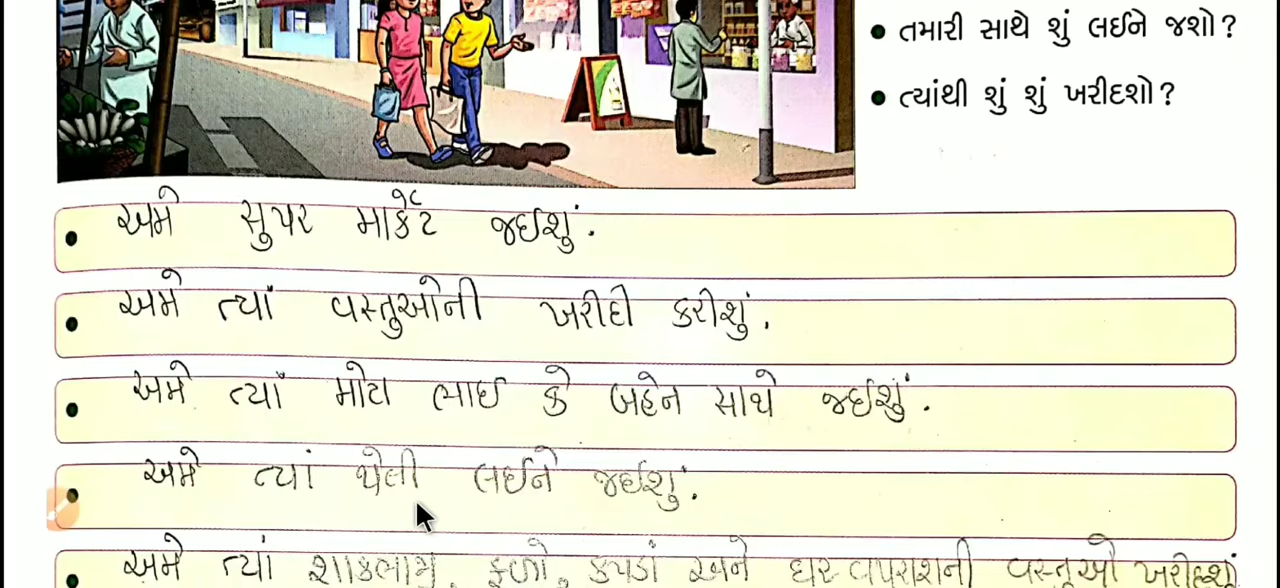 • તમારી સાથે શું લઈને જશો?
• ત્યાંથી શું શું ખરીદશો?
• અમે સુપર માર્કેટ જઈશું.
• અમે ત્યાં વસ્તુઓની ખરીદી કરીશું.
• અમે ત્યાં મોટા ભાઈ કે બહેન સાથે જઈશું.
• અમે ત્યાં થેલી લઈને જઈશું.
• અમે ત્યાં શાકભાજી, ફળો, કપડાં અને ઘર વપરાશની વસ્તુઓ ખરીદશું